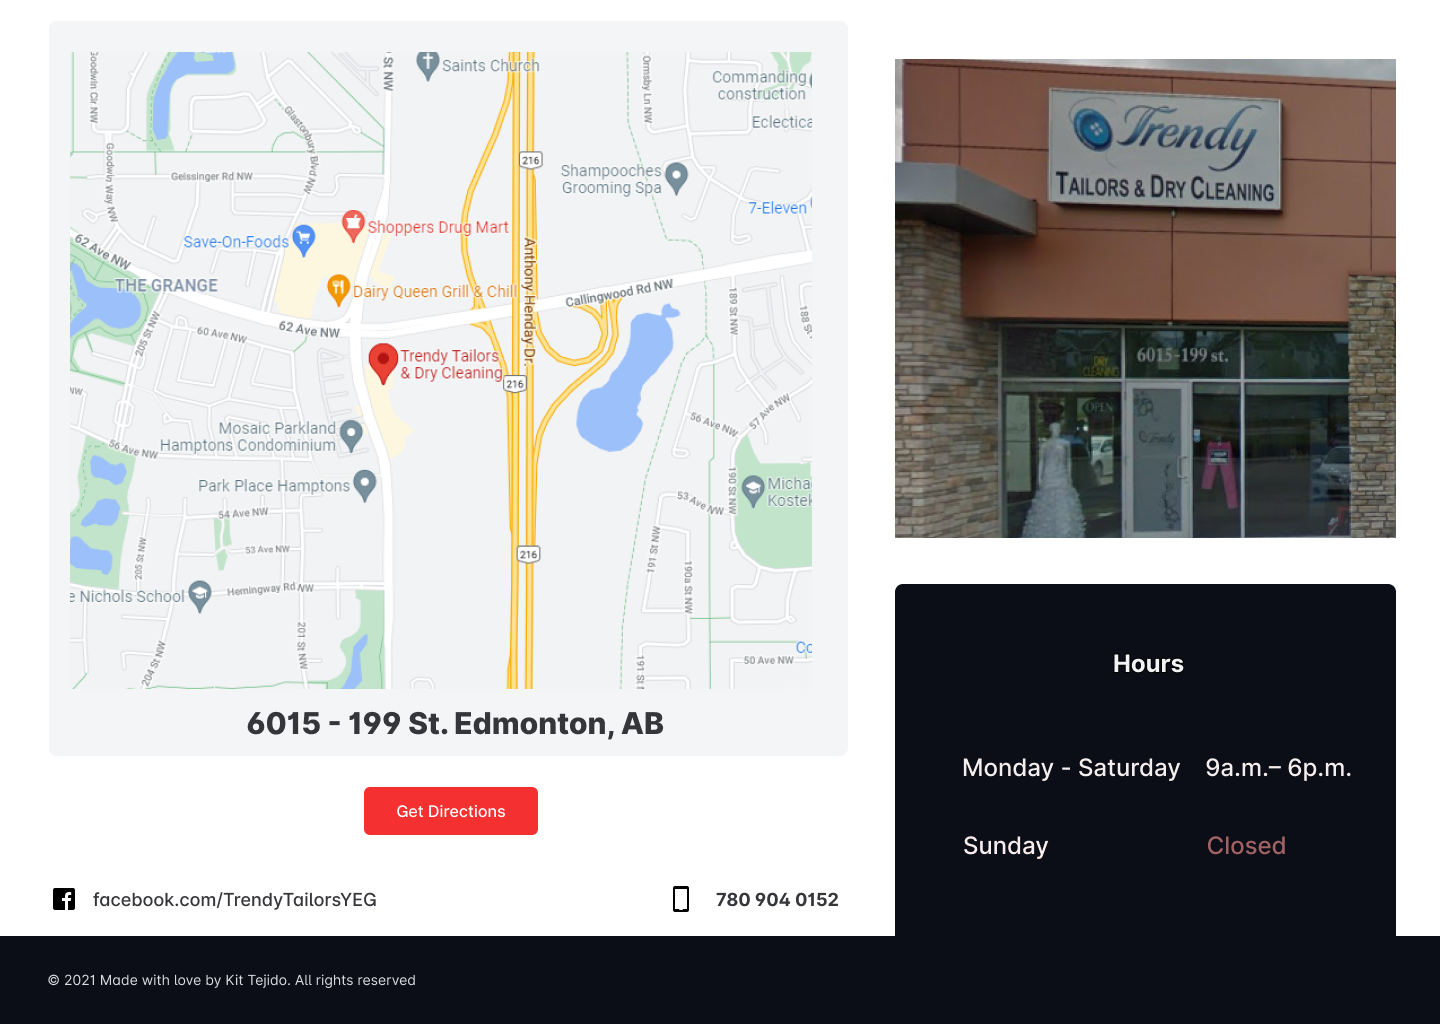 Goodwin Cir NW
St NW
Saints Church
Ormsby Ln NW
Commanding
construction
Eclectica
Glastonbury Blvd NW
216
Goodwin Way NW
Geissinger Rd NW
Shampooches
Grooming Spa
7-Eleven
Shoppers Drug Mart
Save-On-Foods
62 Ave NW
Anthony Henday Dr.
THE GRANGE
Dairy Queen Grill & Chill
Callingwood Rd NW
189 St NW
188 S
62 Ave NW
60 Ave NW
205 St NW
Trendy Tailors
& Dry Cleaning
216
NW
56 Ave NW
57 Ave NW
Mosaic Parkland
Hamptons Condominium
56 Ave NW
Park Place Hamptons
190 St NW
Micha
Kostek
53 Ave NW
54 Ave NW
205 St NW
53 Ave NW
191 St NW
216
190a St NW
e Nichols School
Hemingway Rd NW
201 St NW
204 St NW
191 St N
Co
50 Ave NW
6015 - 199 St. Edmonton, AB
Get Directions
facebook.com/TrendyTailorsYEG
780 904 0152
Trendy
TAILORS & DRY CLEANING
6015-199 st.
DRY
CLEANING
OPEN
Trendy
Hours
Monday - Saturday 9a.m.– 6p.m.
Sunday Closed
© 2021 Made with love by Kit Tejido. All rights reserved